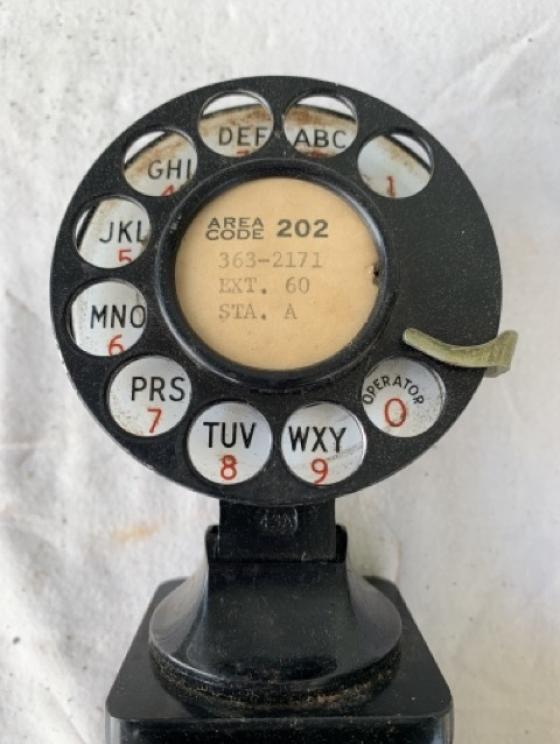 ABC
DEF
GHI
4
JKL
5
MNO
6
PRS
7
TUV
8
WXY
9
OPERATOR
0
1
AREA
CODE 202
363-2171
EXT. 60
STA. A